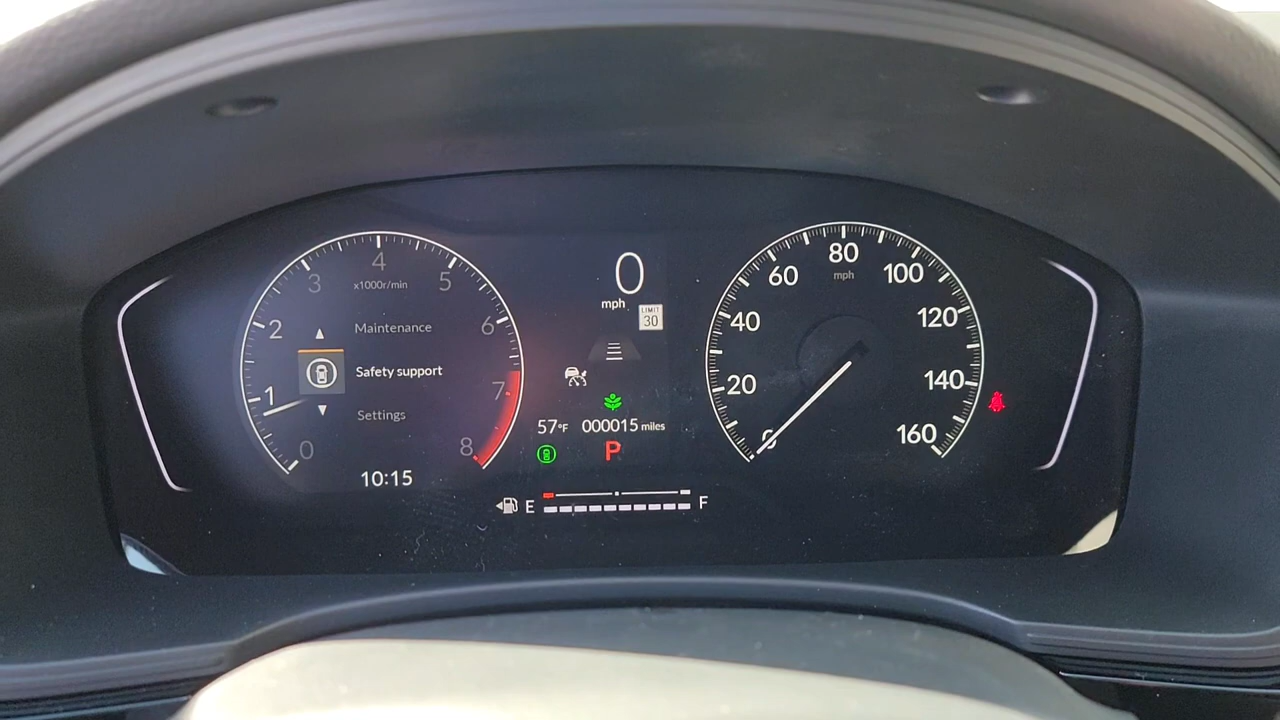 4
3
5
x1000r/min
2
Maintenance
6
Safety support
1
7
Settings
0
8
10:15
0
mph
LIMIT
30
57°F 000015 miles
P
E F
80
60
mph
100
40
120
20
140
0
160